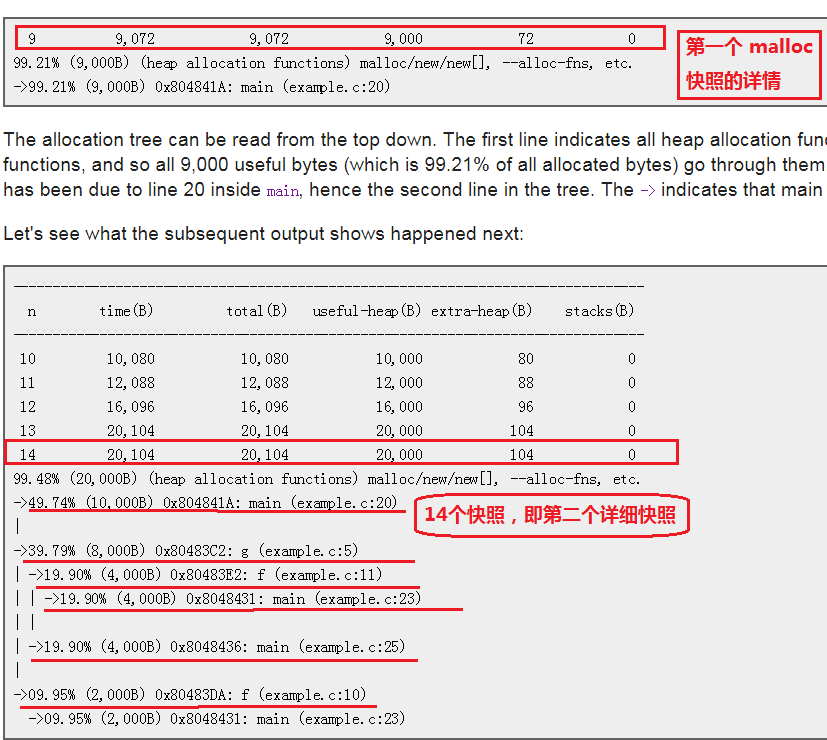 9 9,072 9,072 9,000 72 0
第一个 malloc
快照的详情
99.21% (9,000B) (heap allocation functions) malloc/new/new[], --alloc-fns, etc.
->99.21% (9,000B) 0x804841A: main (example.c:20)
The allocation tree can be read from the top down. The first line indicates all heap allocation
functions, and so all 9,000 useful bytes (which is 99.21% of all allocated bytes) go through them
has been due to line 20 inside main, hence the second line in the tree. The -> indicates that main
Let's see what the subsequent output shows happened next:
--------------------------------------------------------------------------------
n time(B) total(B) useful-heap(B) extra-heap(B) stacks(B)
--------------------------------------------------------------------------------
10 10,080 10,080 10,000 80 0
11 12,088 12,088 12,000 88 0
12 16,096 16,096 16,000 96 0
13 20,104 20,104 20,000 104 0
14 20,104 20,104 20,000 104 0
99.48% (20,000B) (heap allocation functions) malloc/new/new[], --alloc-fns, etc.
->49.74% (10,000B) 0x804841A: main (example.c:20)
14个快照，即第二个详细快照
|
->39.79% (8,000B) 0x80483C2: g (example.c:5)
| ->19.90% (4,000B) 0x80483E2: f (example.c:11)
| | ->19.90% (4,000B) 0x8048431: main (example.c:23)
| |
| ->19.90% (4,000B) 0x8048436: main (example.c:25)
|
->09.95% (2,000B) 0x80483DA: f (example.c:10)
->09.95% (2,000B) 0x8048431: main (example.c:23)